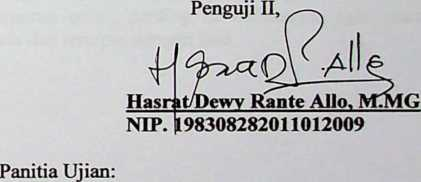 Penguji II,
Hasrat Dewy Rante Allo, M.MG
NIP. 198308282011012009
Panitia Ujian: